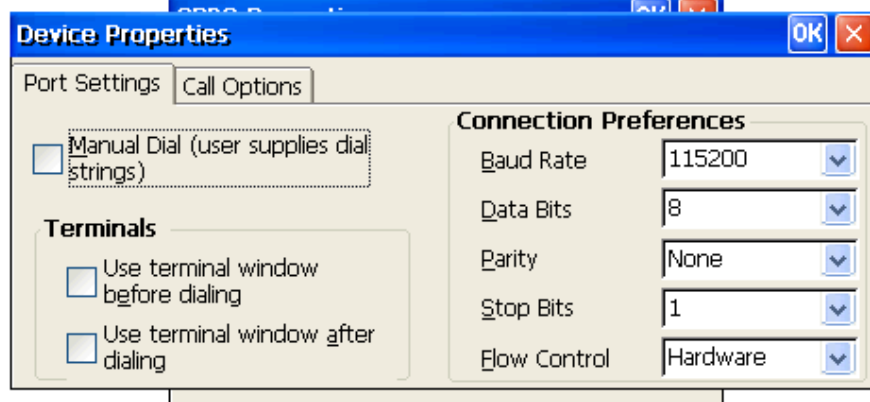 OK
Device Properties OK
Port Settings Call Options
Manual Dial (user supplies dial
strings)
Terminals
Use terminal window
before dialing
Use terminal window after
dialing
Connection Preferences
Baud Rate 115200
Data Bits 8
Parity None
Stop Bits 1
Flow Control Hardware